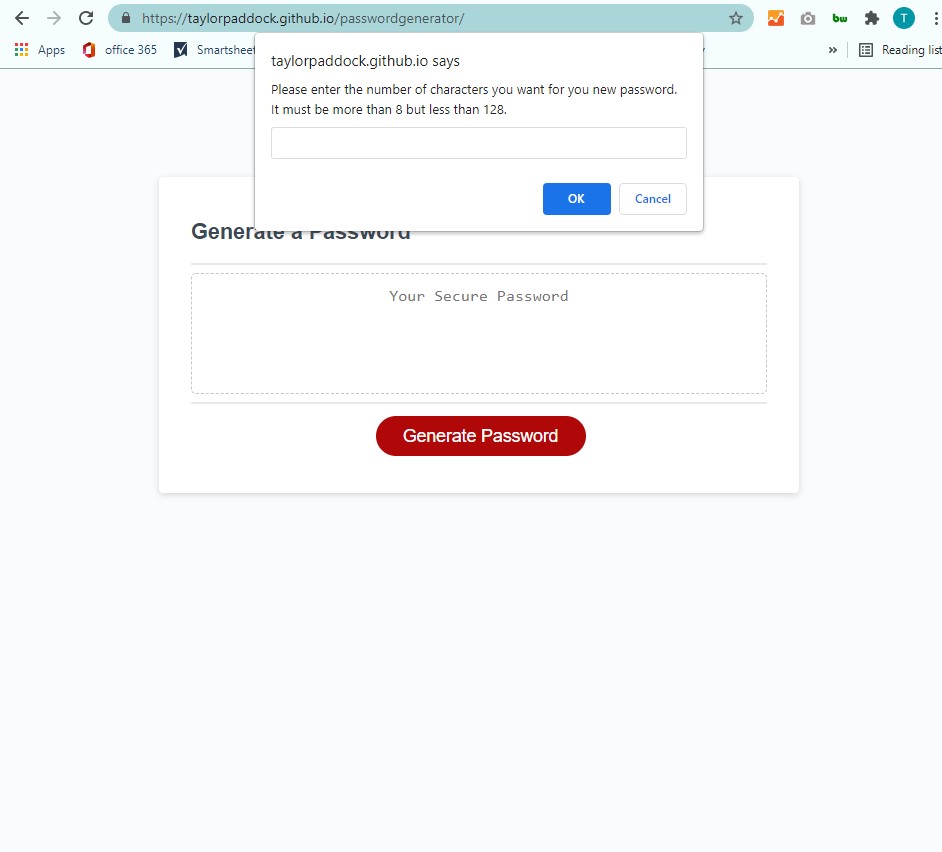 https://taylorpaddock.github.io/passwordgenerator/
bw
T
Apps
office 365
Smartsheet
Reading list
taylorpaddock.github.io says
Please enter the number of characters you want for you new password.
It must be more than 8 but less than 128.
OK
Cancel
Generate a Password
Your Secure Password
Generate Password